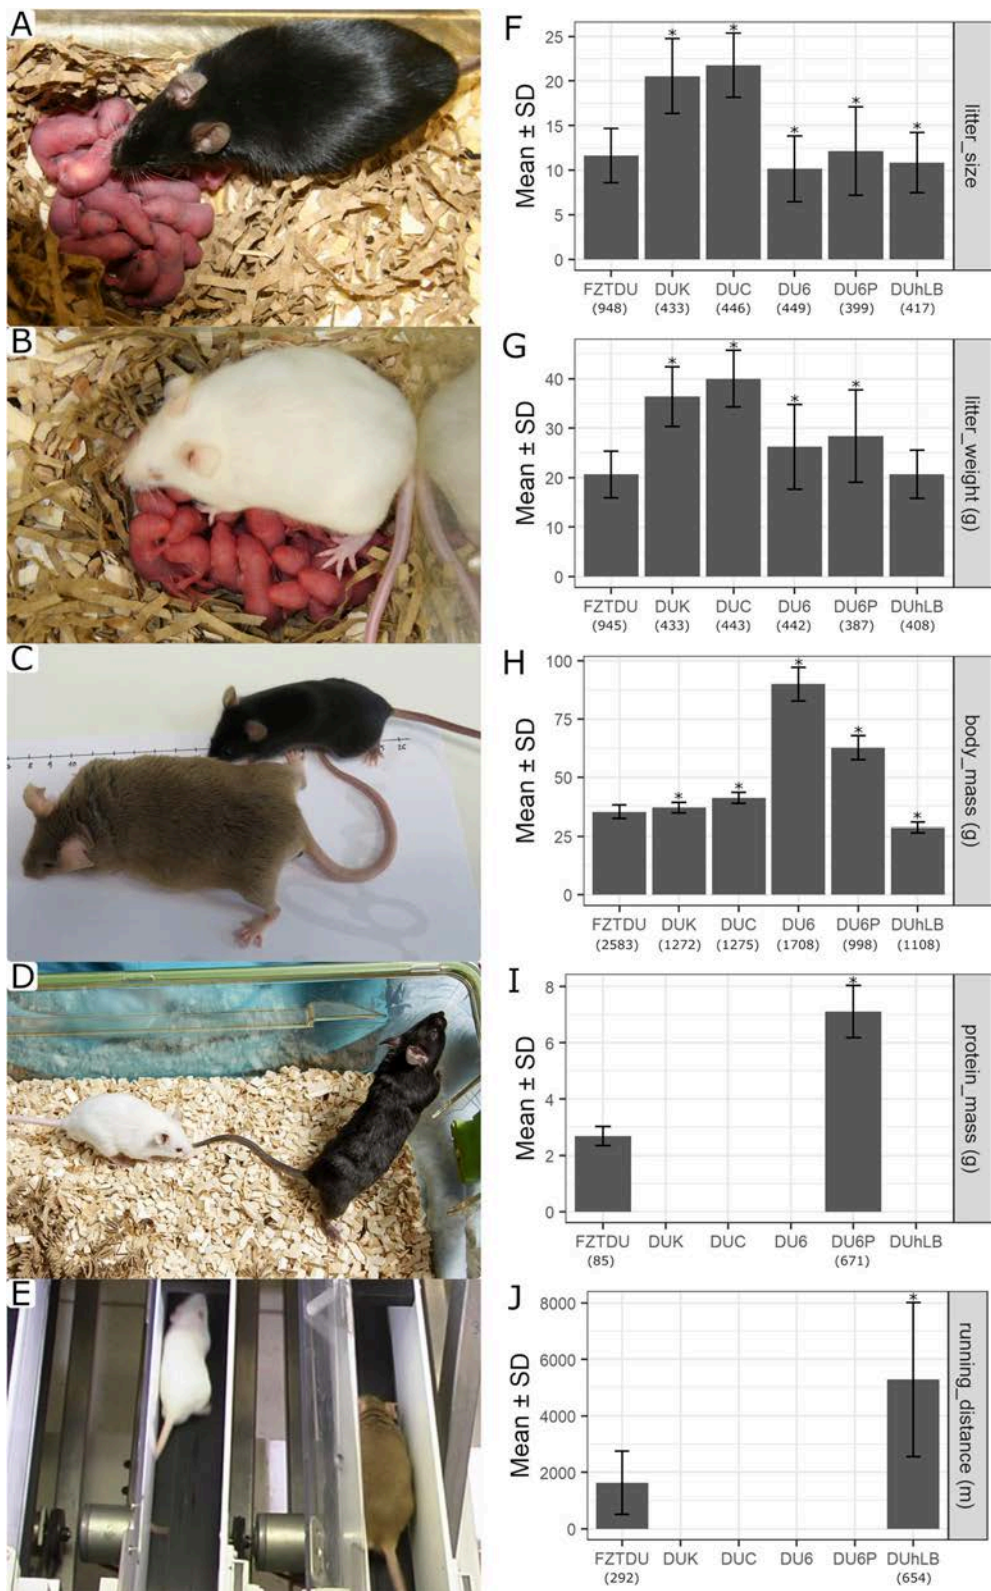 A
B
C
D
E
F
Mean ± SD
25
20
15
10
5
0
* * * * *
FZTDU DUK DUC DU6 DU6P DUhLB
(948) (433) (446) (449) (399) (417)
litter_size
G
Mean ± SD
40
30
20
10
0
* * * *
FZTDU DUK DUC DU6 DU6P DUhLB
(945) (433) (443) (442) (387) (408)
litter_weight (g)
H
Mean ± SD
100
75
50
25
0
* * * * *
FZTDU DUK DUC DU6 DU6P DUhLB
(2583) (1272) (1275) (1708) (998) (1108)
body_mass (g)
I
Mean ± SD
8
6
4
2
0
*
FZTDU DUK DUC DU6 DU6P DUhLB
(85) (671)
protein_mass (g)
J
Mean ± SD
8000
6000
4000
2000
0
*
FZTDU DUK DUC DU6 DU6P DUhLB
(292) (654)
running_distance (m)